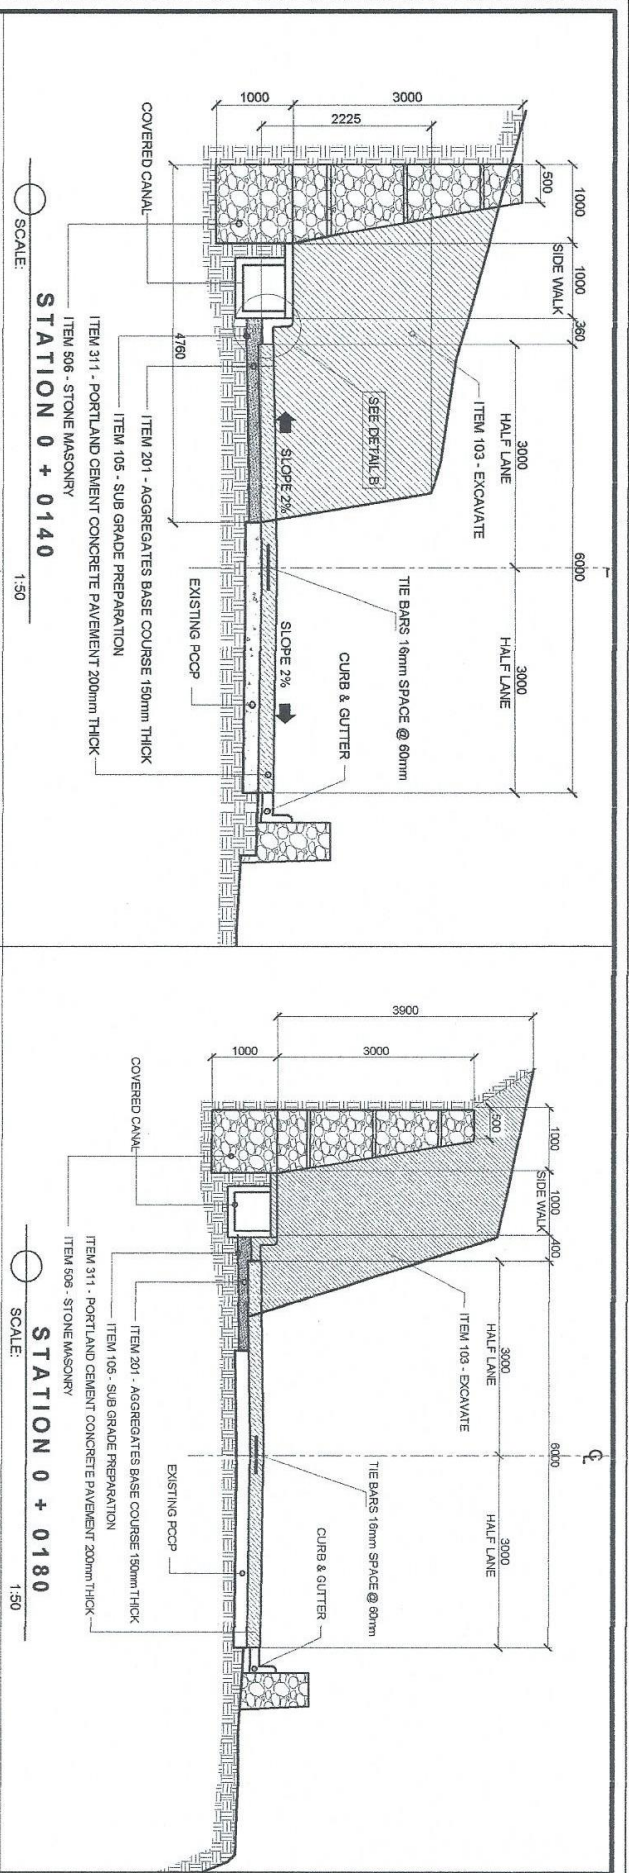 1000
3000
2225
500
1000
1000
SIDE WALK
360
3000
HALF LANE
6000
3000
HALF LANE
ITEM 103 - EXCAVATE
SEE DETAIL B
TIE BARS 16mm SPACE @ 60mm
CURB & GUTTER
SLOPE 2%
SLOPE 2%
COVERED CANAL
4760
EXISTING PCCP
ITEM 201 - AGGREGATES BASE COURSE 150mm THICK
ITEM 105 - SUB GRADE PREPARATION
ITEM 311 - PORTLAND CEMENT CONCRETE PAVEMENT 200mm THICK
ITEM 506 - STONE MASONRY
STATION 0 + 0140
SCALE:
1:50
3900
1000
3000
500
1000
1000
SIDE WALK
400
3000
HALF LANE
6000
3000
HALF LANE
ITEM 103 - EXCAVATE
TIE BARS 16mm SPACE @ 60mm
CURB & GUTTER
COVERED CANAL
EXISTING PCCP
ITEM 201 - AGGREGATES BASE COURSE 150mm THICK
ITEM 105 - SUB GRADE PREPARATION
ITEM 311 - PORTLAND CEMENT CONCRETE PAVEMENT 200mm THICK
ITEM 506 - STONE MASONRY
STATION 0 + 0180
SCALE:
1:50